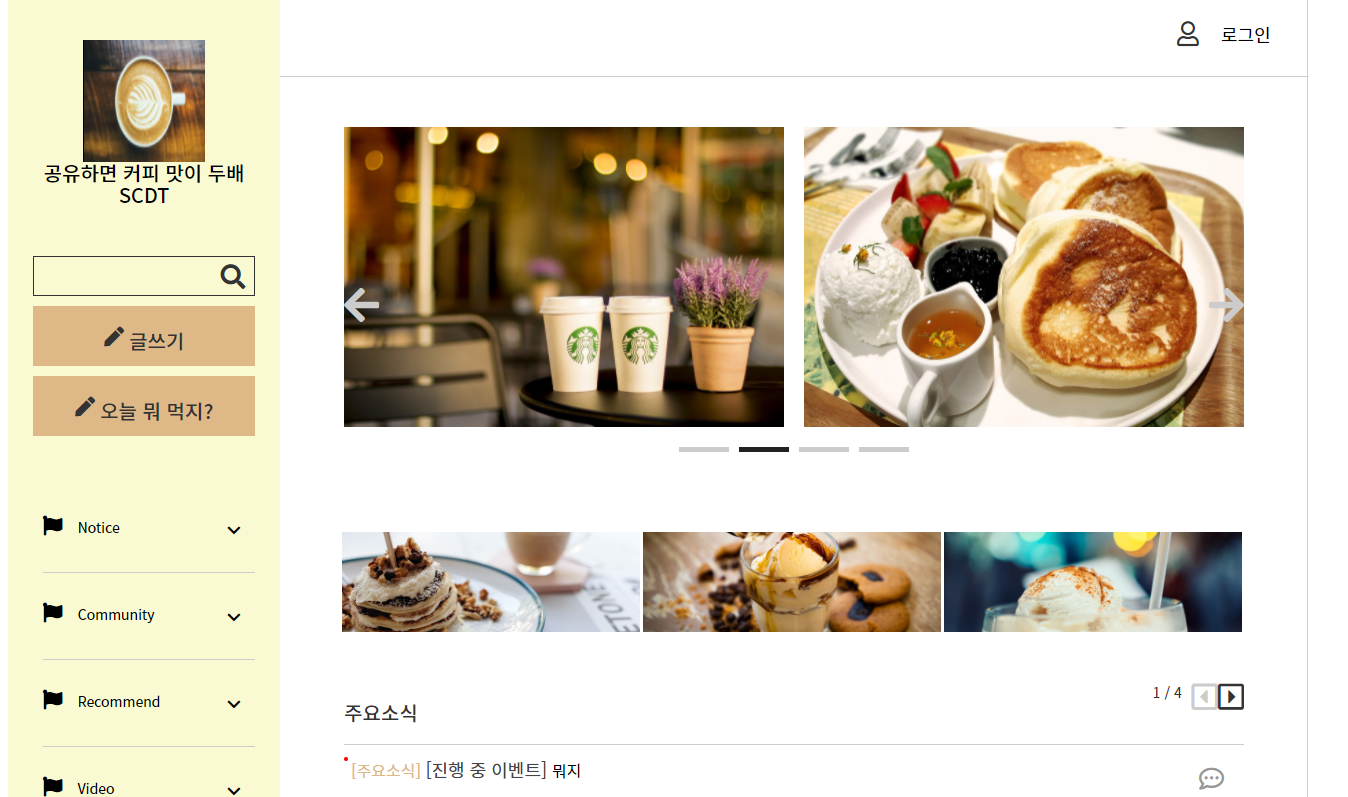 로그인
공유하면 커피 맛이 두배
SCDT
글쓰기
오늘 뭐 먹지?
Notice
Community
Recommend
Video
1 / 4
주요소식
[주요소식] [진행 중 이벤트] 뭐지